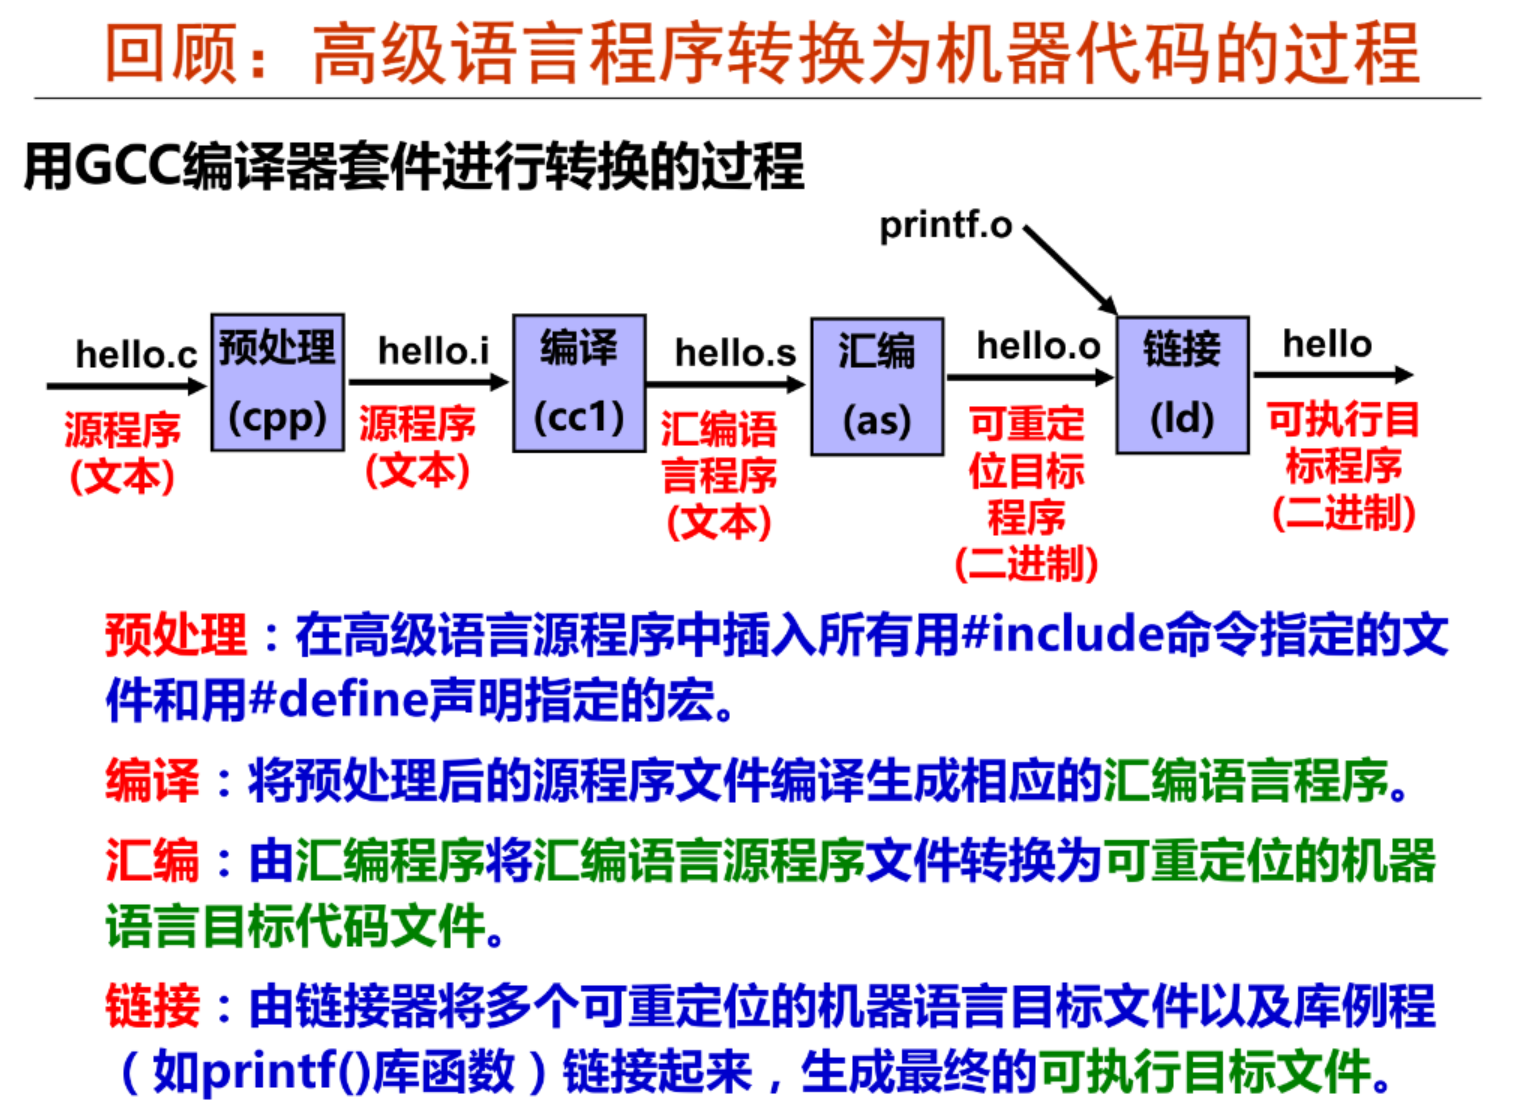 回顾：高级语言程序转换为机器代码的过程
用GCC编译器套件进行转换的过程
printf.o
hello.c
预处理
(cpp)
hello.i
编译
(cc1)
hello.s
汇编
(as)
hello.o
链接
(ld)
hello
源程序
(文本)
源程序
(文本)
汇编语
言程序
(文本)
可重定
位目标
程序
(二进制)
可执行目
标程序
(二进制)
预处理：在高级语言源程序中插入所有用#include命令指定的文
件和用#define声明指定的宏。
编译：将预处理后的源程序文件编译生成相应的汇编语言程序。
汇编：由汇编程序将汇编语言源程序文件转换为可重定位的机器
语言目标代码文件。
链接：由链接器将多个可重定位的机器语言目标文件以及库例程
（如printf()库函数）链接起来，生成最终的可执行目标文件。